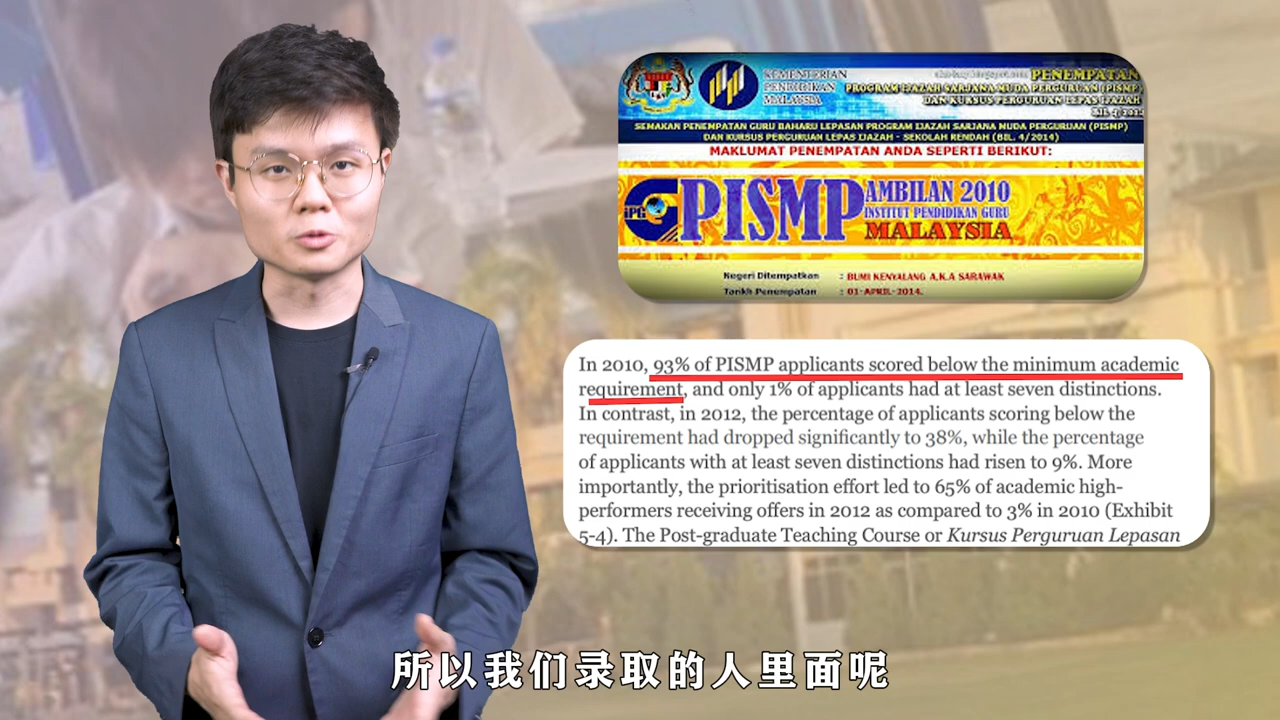 KEMENTERIAN
PENDIDIKAN
MALAYSIA
PENEMPATAN
PROGRAM IJAZAH SARJANA MUDA PERGURUAN (PISMP)
DAN KURSUS PERGURUAN LEPAS IJAZAH
SEMAKAN PENEMPATAN GURU BAHARU LEPASAN PROGRAM IJAZAH SARJANA MUDA PERGURUAN (PISMP)
DAN KURSUS PERGURUAN LEPAS IJAZAH - SEKOLAH RENDAH (BIL. 4/2014)
MAKLUMAT PENEMPATAN ANDA SEPERTI BERIKUT:
iPG PISMP AMBILAN 2010
INSTITUT PENDIDIKAN GURU
MALAYSIA
Negeri Ditempatkan : BUMI KENYALANG A.K.A SARAWAK
Tarikh Penempatan : 01-APRIL-2014.
In 2010, 93% of PISMP applicants scored below the minimum academic
requirement, and only 1% of applicants had at least seven distinctions.
In contrast, in 2012, the percentage of applicants scoring below the
requirement had dropped significantly to 38%, while the percentage
of applicants with at least seven distinctions had risen to 9%. More
importantly, the prioritisation effort led to 65% of academic high-
performers receiving offers in 2012 as compared to 3% in 2010 (Exhibit
5-4). The Post-graduate Teaching Course or Kursus Perguruan Lepasan
所以我们录取的人里面呢